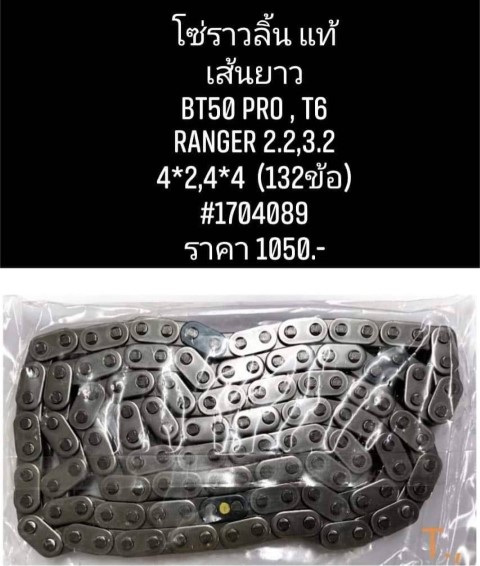 โซ่ราวลิ้น แท้
เส้นยาว
BT50 PRO , T6
RANGER 2.2,3.2
4*2,4*4 (132ข้อ)
#1704089
ราคา 1050.-